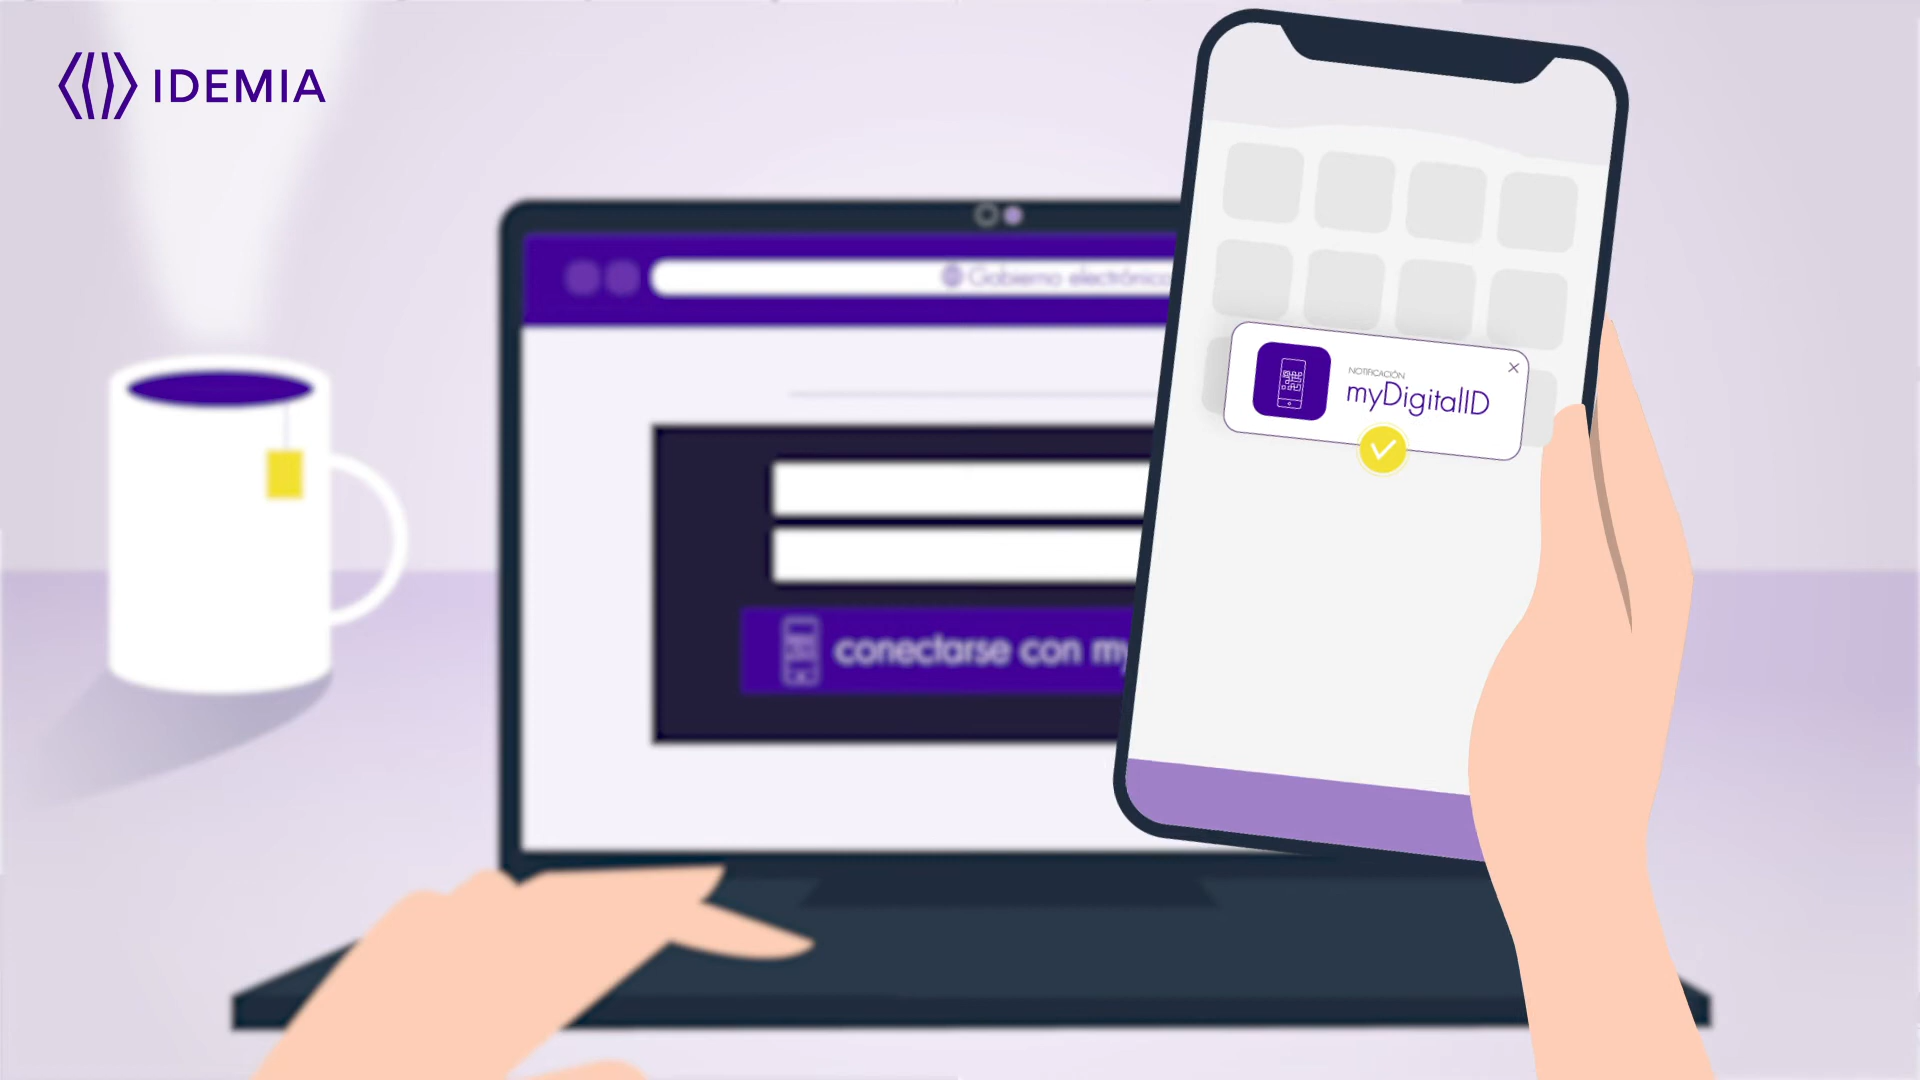 IDEMIA
Gobierno electrónico
NOTIFICACIÓN
myDigitalID
conectarse con my